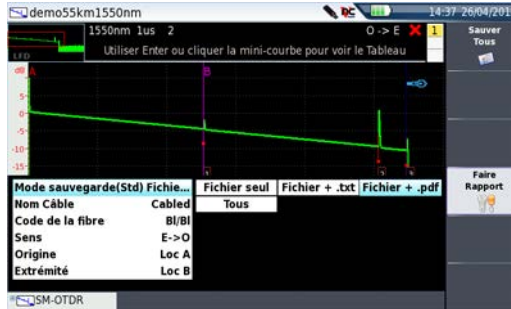 demo55km1550nm
14:37 26/04/201
1550nm 1us 2 O -> E 1
Utiliser Enter ou cliquer la mini-courbe pour voir le Tableau
LFD
Sauver Tous
dB A B
5-
0-
-5-
-10-
-15-
1 2 3
Faire Rapport
Mode sauvegarde(Std) Fichie... Fichier seul Fichier + .txt Fichier + .pdf
Nom Câble Cabled Tous
Code de la fibre Bl/Bl
Sens E->O
Origine Loc A
Extrémité Loc B
SM-OTDR